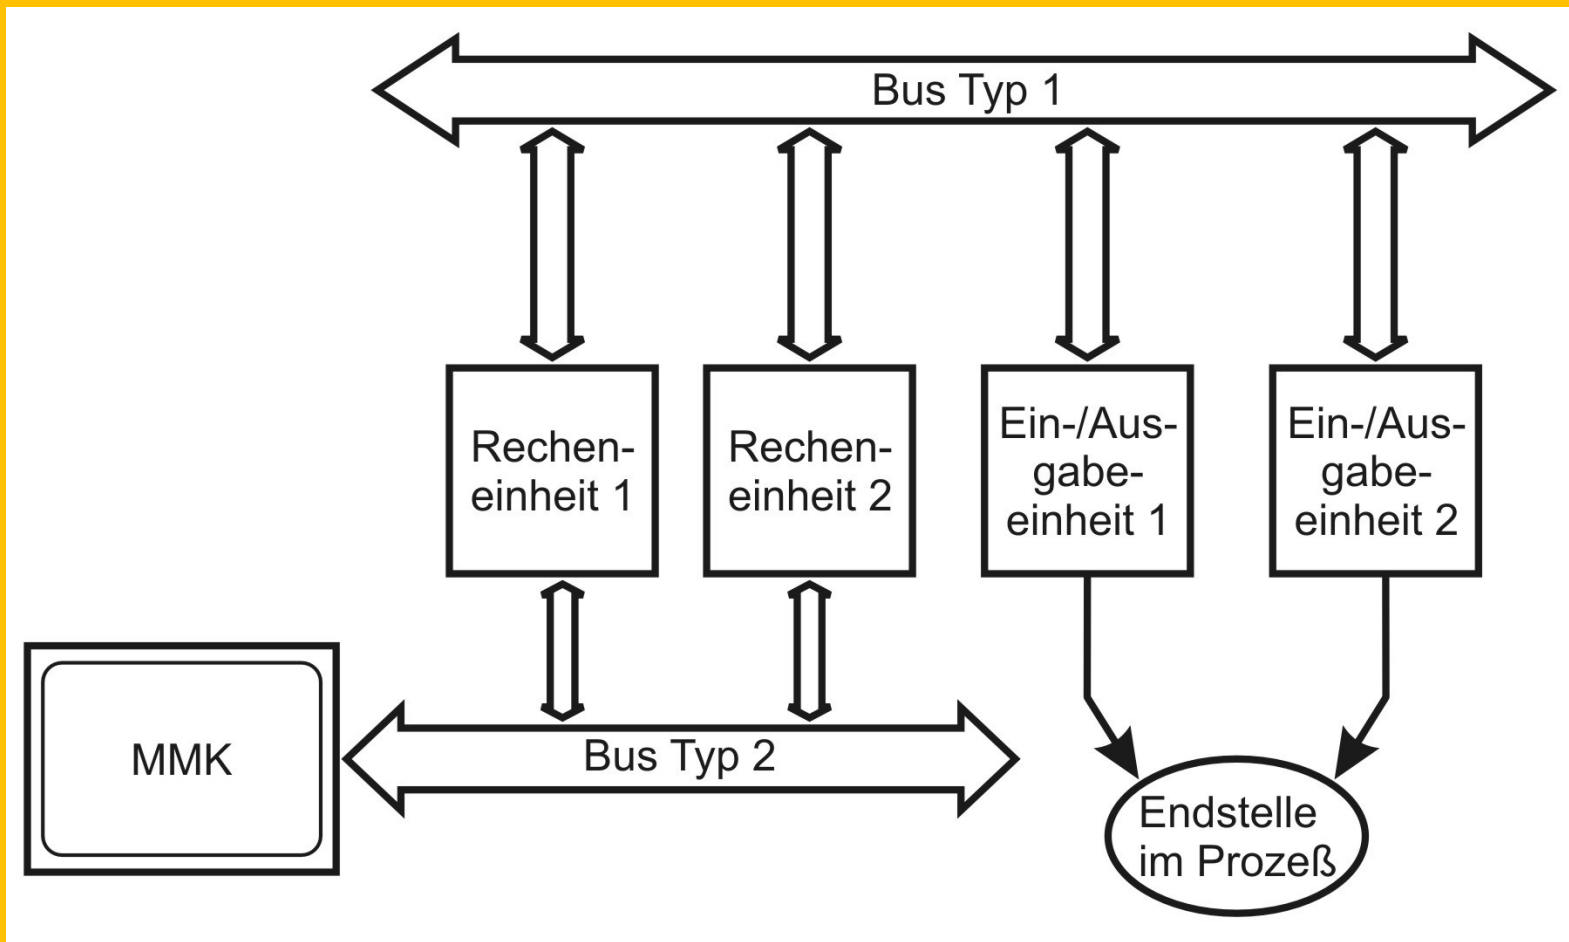 Bus Typ 1
Rechen-
einheit 1
Rechen-
einheit 2
Ein-/Aus-
gabe-
einheit 1
Ein-/Aus-
gabe-
einheit 2
MMK
Bus Typ 2
Endstelle
im Prozeß